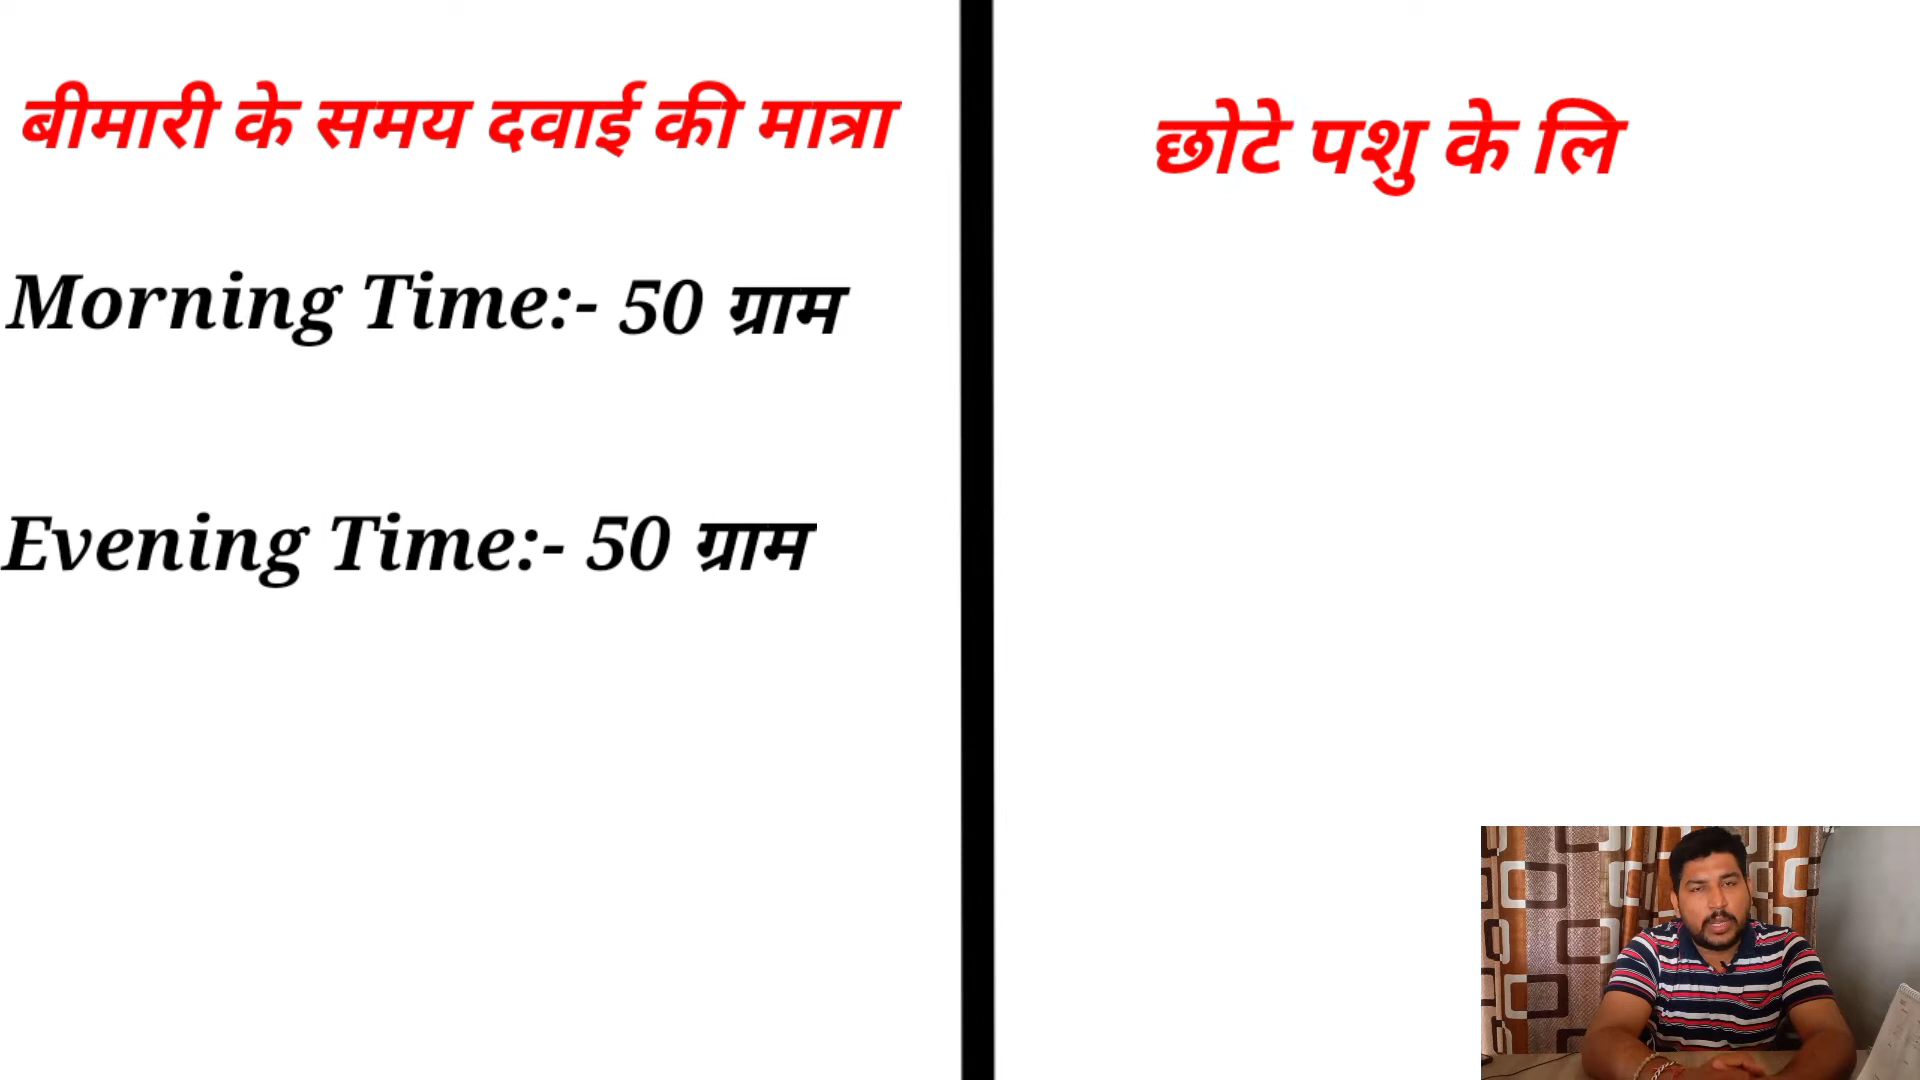 बीमारी के समय दवाई की मात्रा
Morning Time:- 50 ग्राम
Evening Time:- 50 ग्राम
छोटे पशु के लि